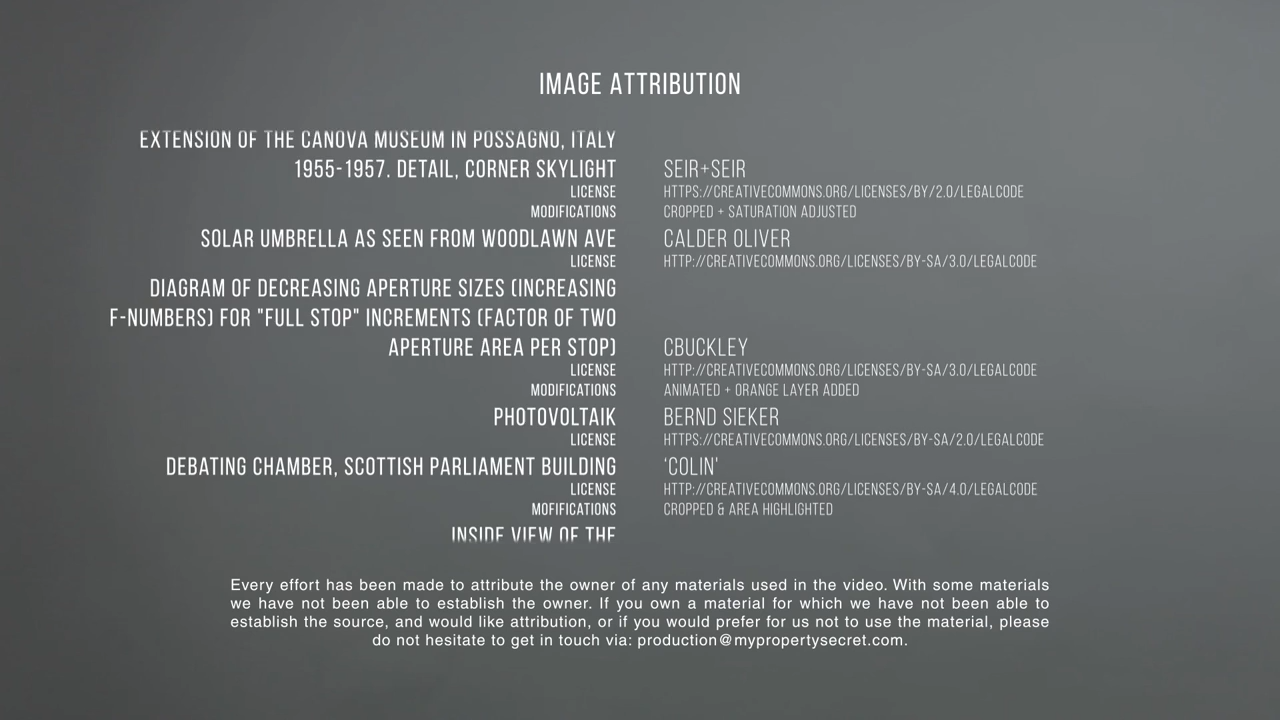 IMAGE ATTRIBUTION
EXTENSION OF THE CANOVA MUSEUM IN POSSAGNO, ITALY
1955-1957. DETAIL, CORNER SKYLIGHT SEIR+SEIR
LICENSE HTTPS://CREATIVECOMMONS.ORG/LICENSES/BY/2.0/LEGALCODE
MODIFICATIONS CROPPED + SATURATION ADJUSTED
SOLAR UMBRELLA AS SEEN FROM WOODLAWN AVE CALDER OLIVER
LICENSE HTTP://CREATIVECOMMONS.ORG/LICENSES/BY-SA/3.0/LEGALCODE
DIAGRAM OF DECREASING APERTURE SIZES (INCREASING
F-NUMBERS) FOR "FULL STOP" INCREMENTS (FACTOR OF TWO
APERTURE AREA PER STOP) CBUCKLEY
LICENSE HTTP://CREATIVECOMMONS.ORG/LICENSES/BY-SA/3.0/LEGALCODE
MODIFICATIONS ANIMATED + ORANGE LAYER ADDED
PHOTOVOLTAIK BERND SIEKER
LICENSE HTTPS://CREATIVECOMMONS.ORG/LICENSES/BY-SA/2.0/LEGALCODE
DEBATING CHAMBER, SCOTTISH PARLIAMENT BUILDING ‘COLIN'
LICENSE HTTP://CREATIVECOMMONS.ORG/LICENSES/BY-SA/4.0/LEGALCODE
MOFIFICATIONS CROPPED & AREA HIGHLIGHTED
INSIDE VIEW OF THE
Every effort has been made to attribute the owner of any materials used in the video. With some materials
we have not been able to establish the owner. If you own a material for which we have not been able to
establish the source, and would like attribution, or if you would prefer for us not to use the material, please
do not hesitate to get in touch via: production@mypropertysecret.com.